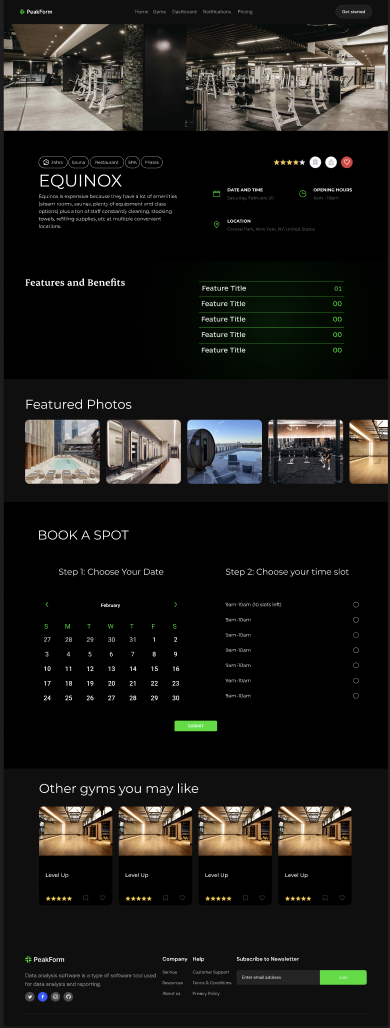 PeakForm
Home Gyms Dashboard Notifications Pricing
Get started
24hrs Sauna Restaurant SPA Pilates
EQUINOX
Equinox is expensive because they have a lot of amenities
(steam rooms, saunas, plenty of equipment and class
options) plus a ton of staff constantly cleaning, stocking
towels, refilling supplies, etc at multiple convenient
locations.
DATE AND TIME
Saturday, February 20
OPENING HOURS
6am -10pm
LOCATION
Central Park, New York, NY, United States
Features and Benefits
Feature Title 01
Feature Title 00
Feature Title 00
Feature Title 00
Feature Title 00
Featured Photos
BOOK A SPOT
Step 1: Choose Your Date
February
S M T W T F S
27 28 29 30 31 1 2
3 4 5 6 7 8 9
10 11 12 13 14 15 16
17 18 19 20 21 22 23
24 25 26 27 28 29 30
Step 2: Choose your time slot
9am-10am (10 slots left)
9am-10am
9am-10am
9am-10am
9am-10am
9am-10am
9am-10am
SUBMIT
Other gyms you may like
Level Up
Level Up
Level Up
Level Up
PeakForm
Data analysis software is a type of software tool used
for data analysis and reporting.
Company
Service
Resources
About us
Help
Customer Support
Terms & Conditions
Privacy Policy
Subscribe to Newsletter
Enter email address
Join